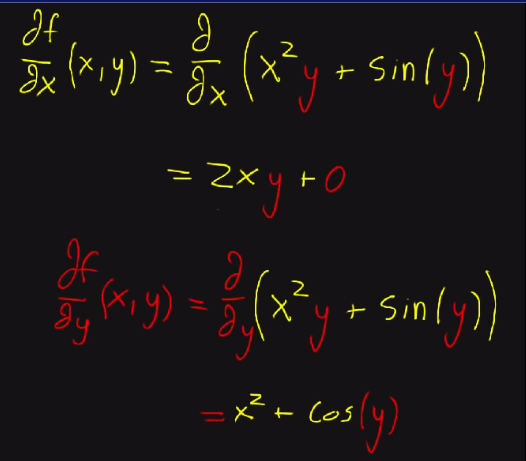 ∂f/∂x (x,y) = ∂/∂x (x²y + sin(y))
= 2xy + 0
∂f/∂y (x,y) = ∂/∂y (x²y + sin(y))
= x² + cos(y)